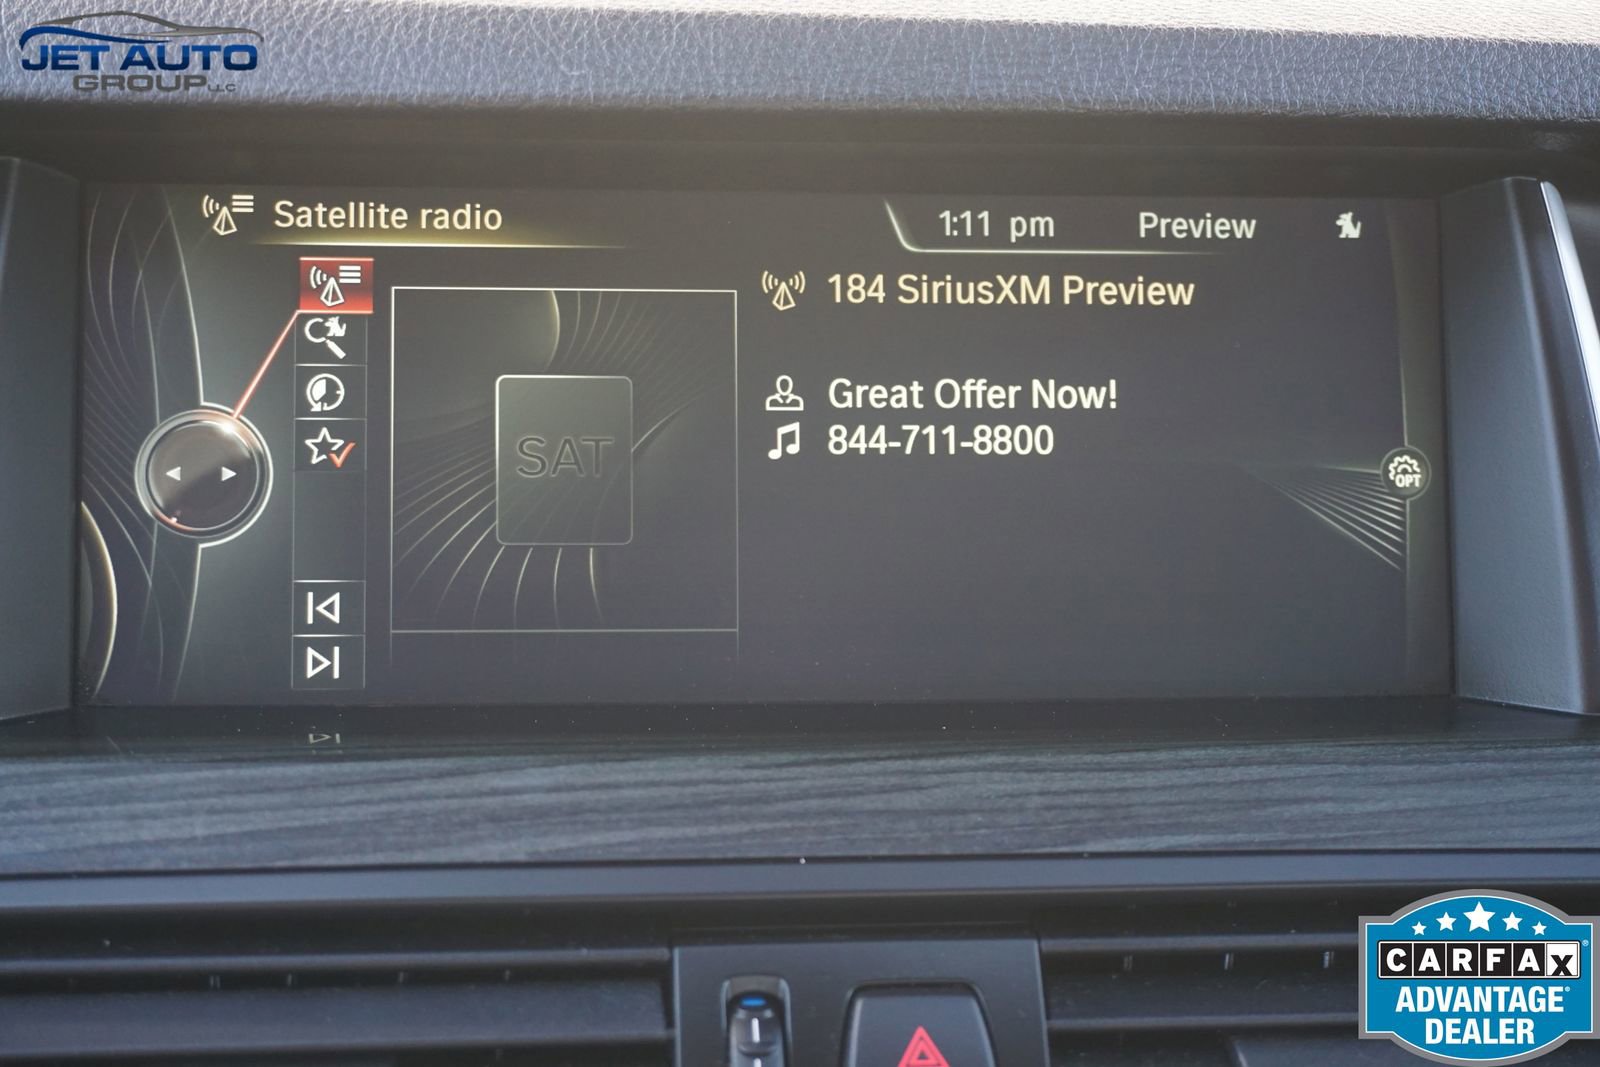 JET AUTO
GROUP LLC
Satellite radio
1:11 pm
Preview
184 SiriusXM Preview
Great Offer Now!
844-711-8800
SAT
OPT
CARFAX
ADVANTAGE
DEALER